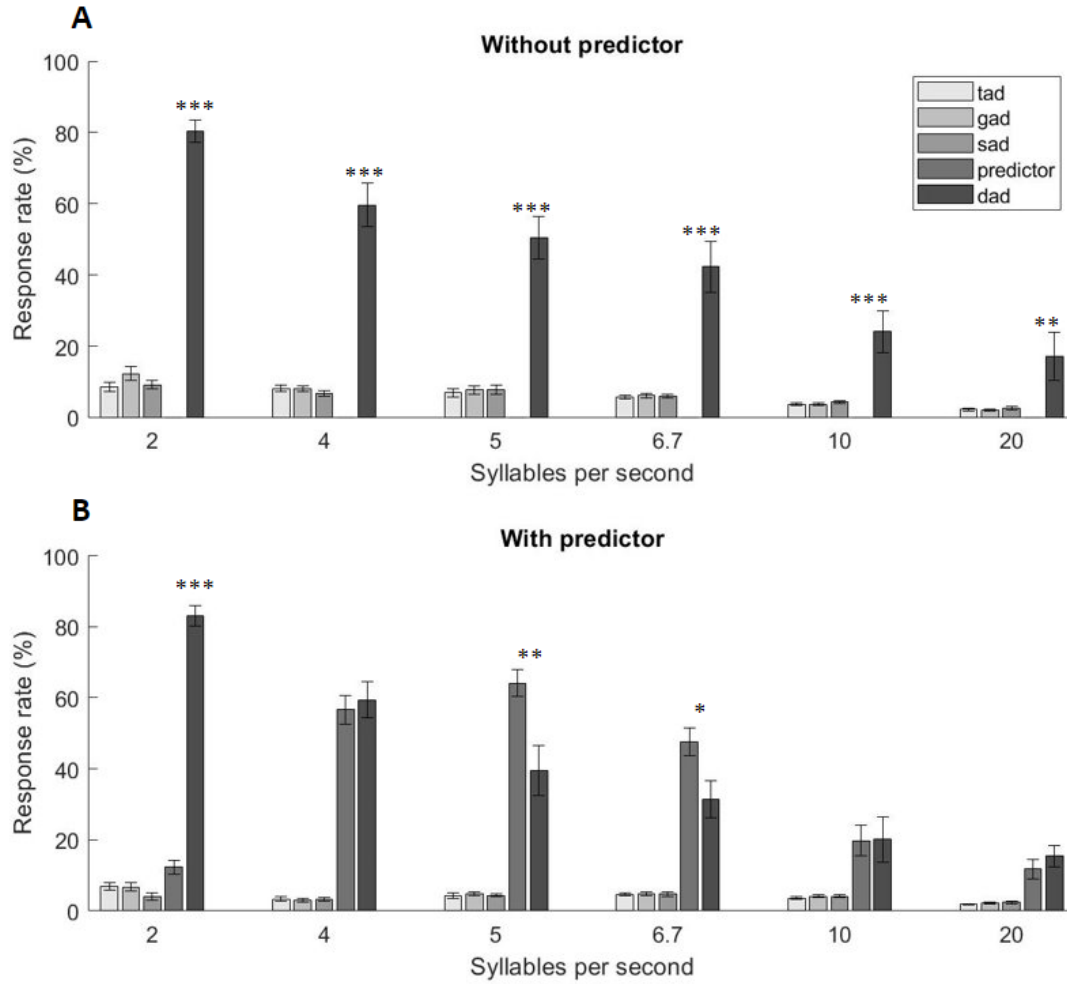 A
Without predictor
100
80
60
40
20
0
Response rate (%)
***
***
***
***
***
**
tad
gad
sad
predictor
dad
2 4 5 6.7 10 20
Syllables per second
B
With predictor
100
80
60
40
20
0
Response rate (%)
***
**
*
2 4 5 6.7 10 20
Syllables per second